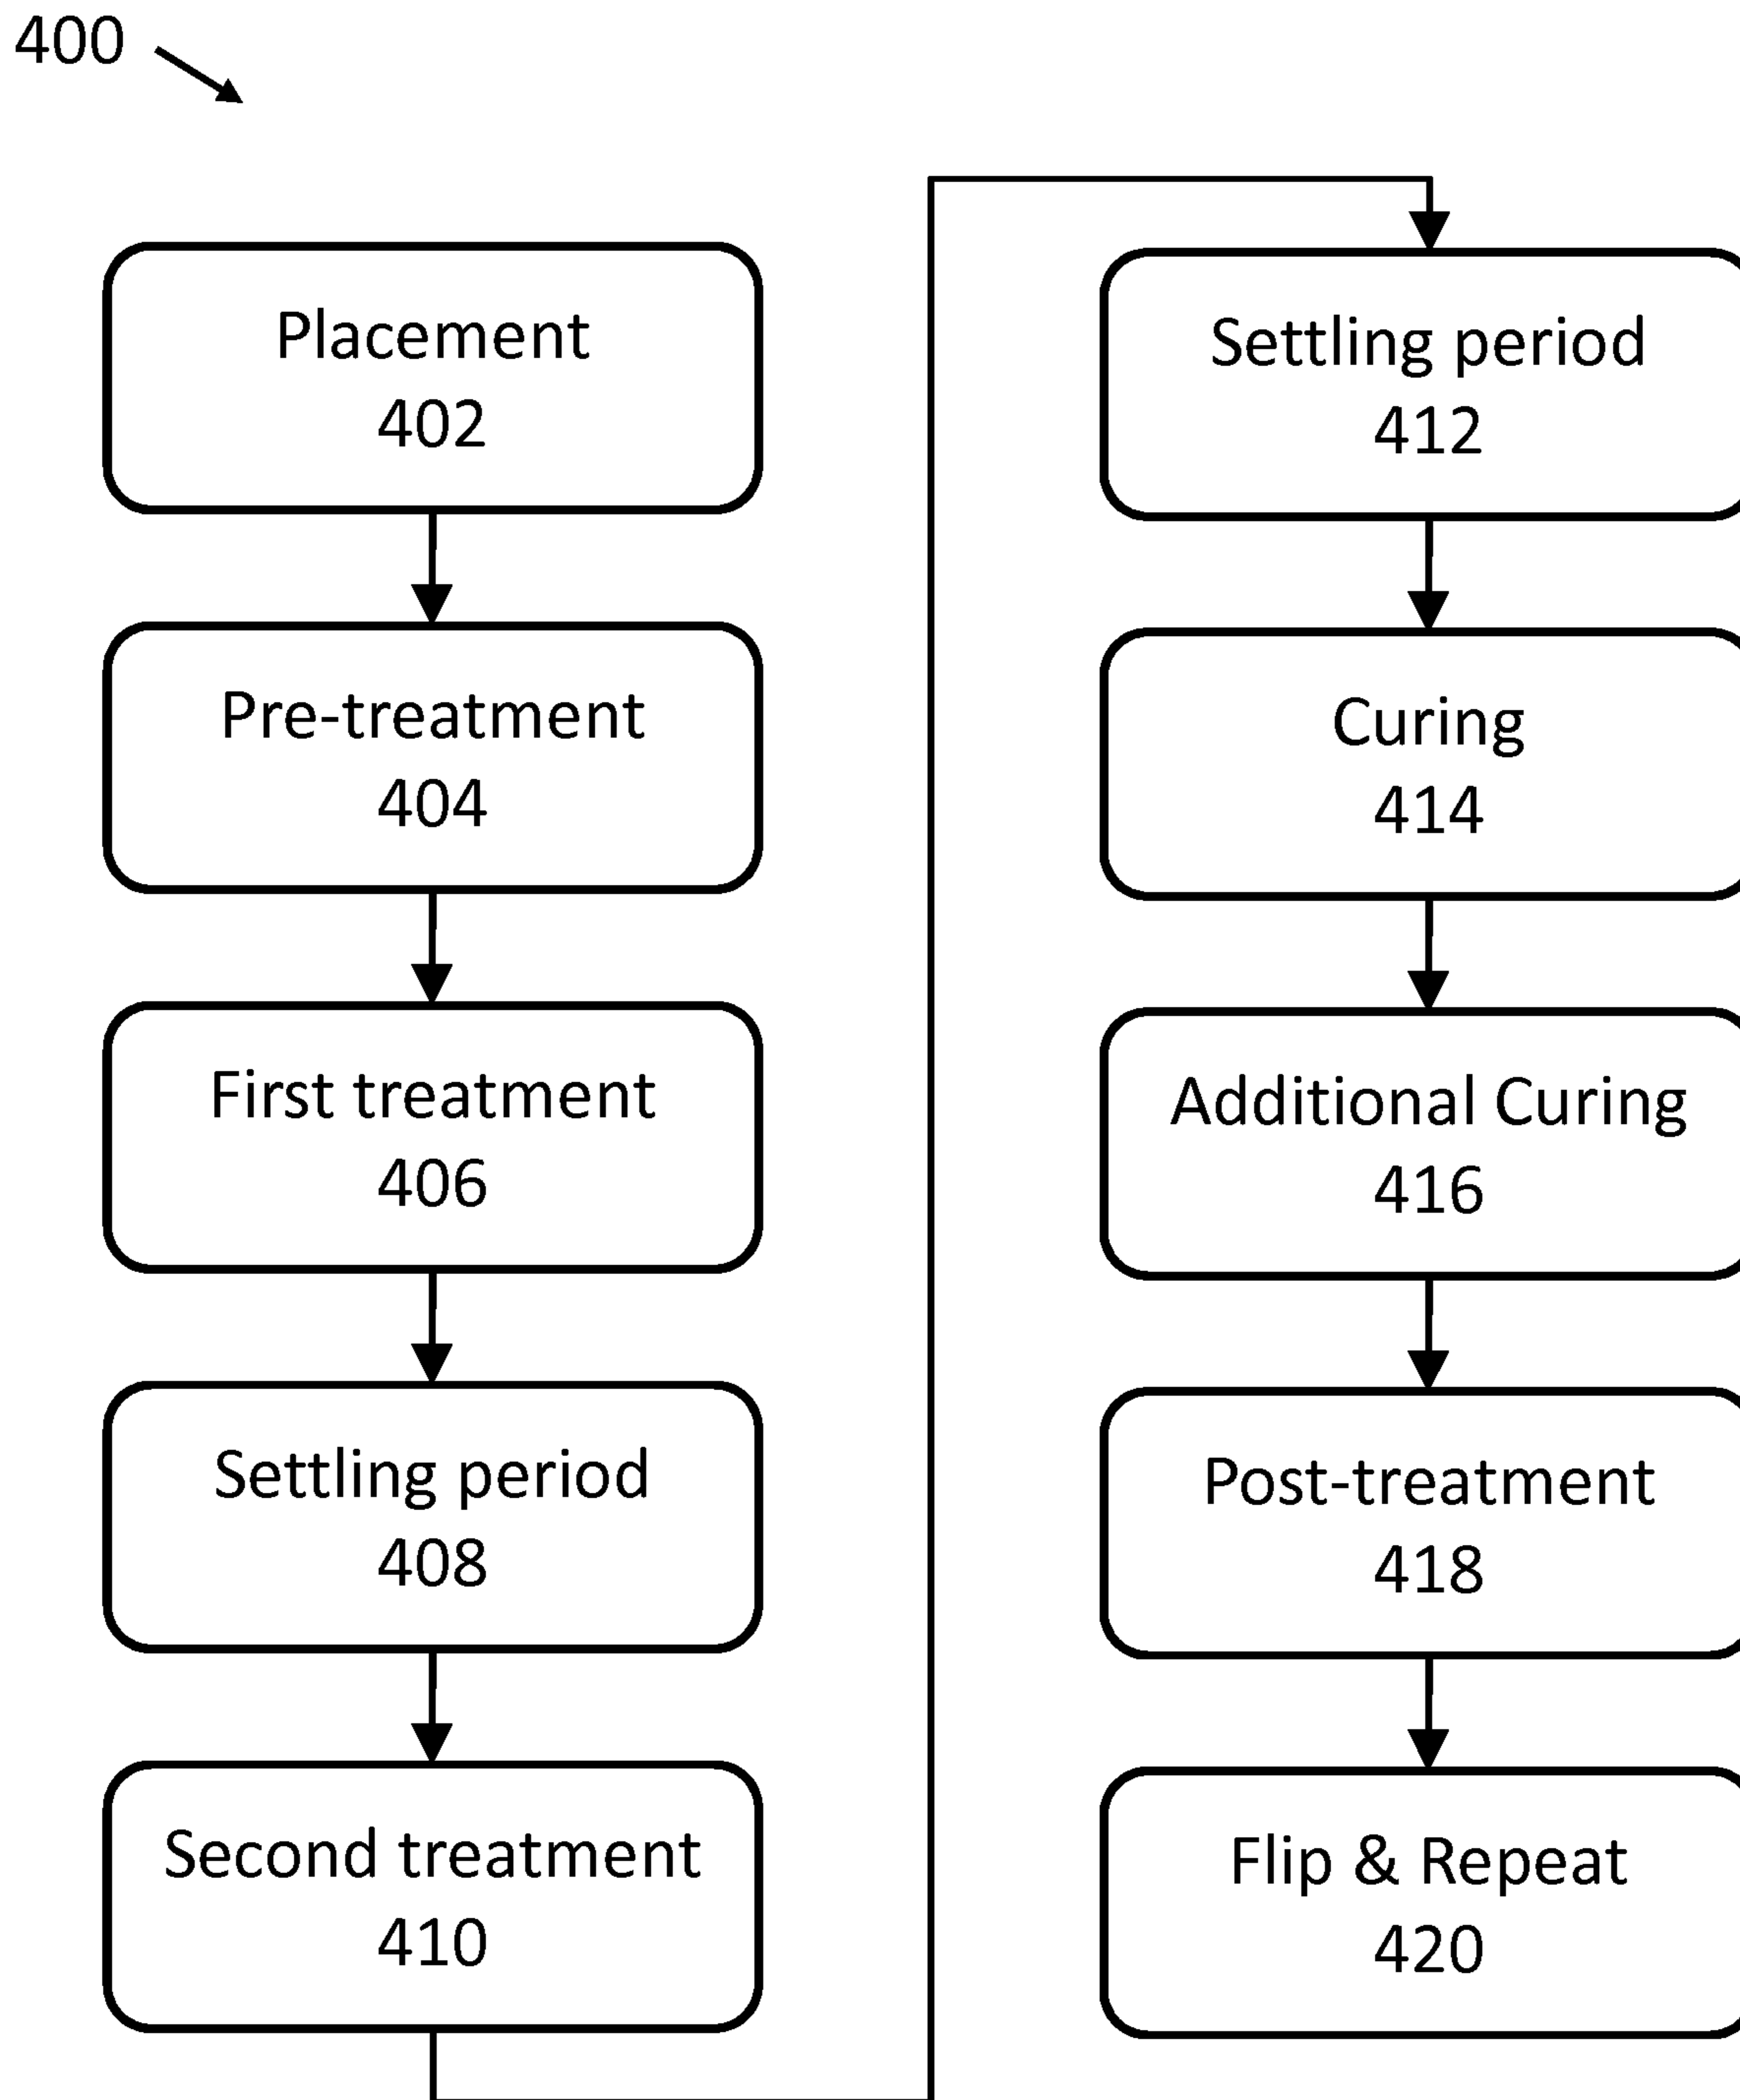 400
Placement
402
Pre-treatment
404
First treatment
406
Settling period
408
Second treatment
410
Settling period
412
Curing
414
Additional Curing
416
Post-treatment
418
Flip & Repeat
420